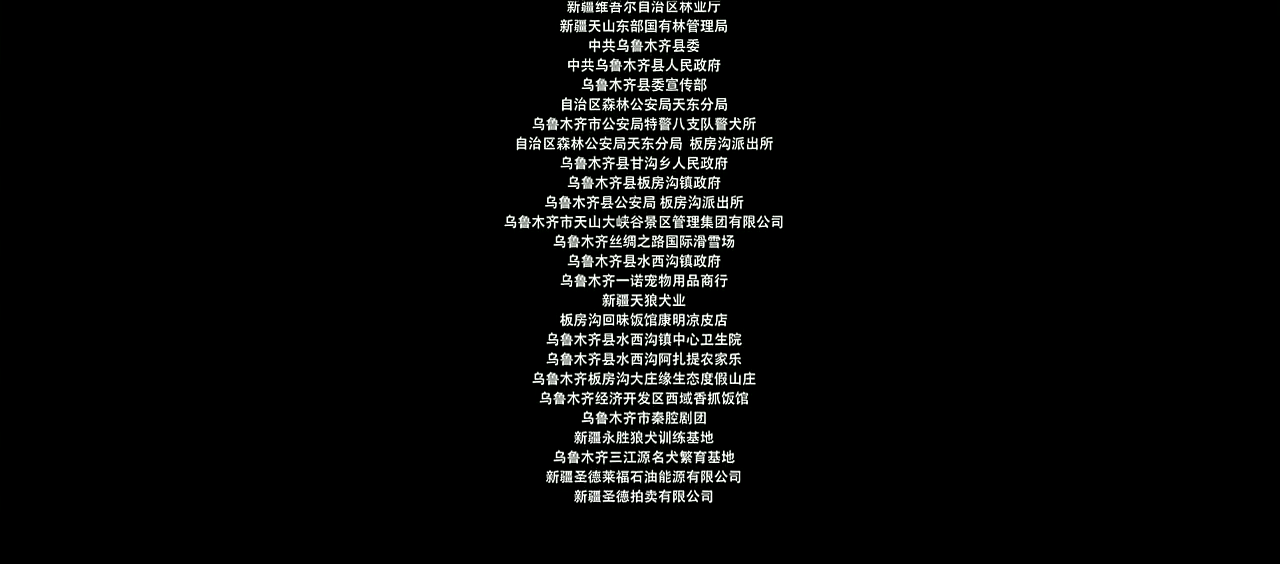 新疆维吾尔自治区林业厅
新疆天山东部国有林管理局
中共乌鲁木齐县委
中共乌鲁木齐县人民政府
乌鲁木齐县委宣传部
自治区森林公安局天东分局
乌鲁木齐市公安局特警八支队警犬所
自治区森林公安局天东分局 板房沟派出所
乌鲁木齐县甘沟乡人民政府
乌鲁木齐县板房沟镇政府
乌鲁木齐县公安局 板房沟派出所
乌鲁木齐市天山大峡谷景区管理集团有限公司
乌鲁木齐丝绸之路国际滑雪场
乌鲁木齐县水西沟镇政府
乌鲁木齐一诺宠物用品商行
新疆天狼犬业
板房沟回味饭馆康明凉皮店
乌鲁木齐县水西沟镇中心卫生院
乌鲁木齐县水西沟阿扎提农家乐
乌鲁木齐板房沟大庄缘生态度假山庄
乌鲁木齐经济开发区西域香抓饭馆
乌鲁木齐市秦腔剧团
新疆永胜狼犬训练基地
乌鲁木齐三江源名犬繁育基地
新疆圣德莱福石油能源有限公司
新疆圣德拍卖有限公司